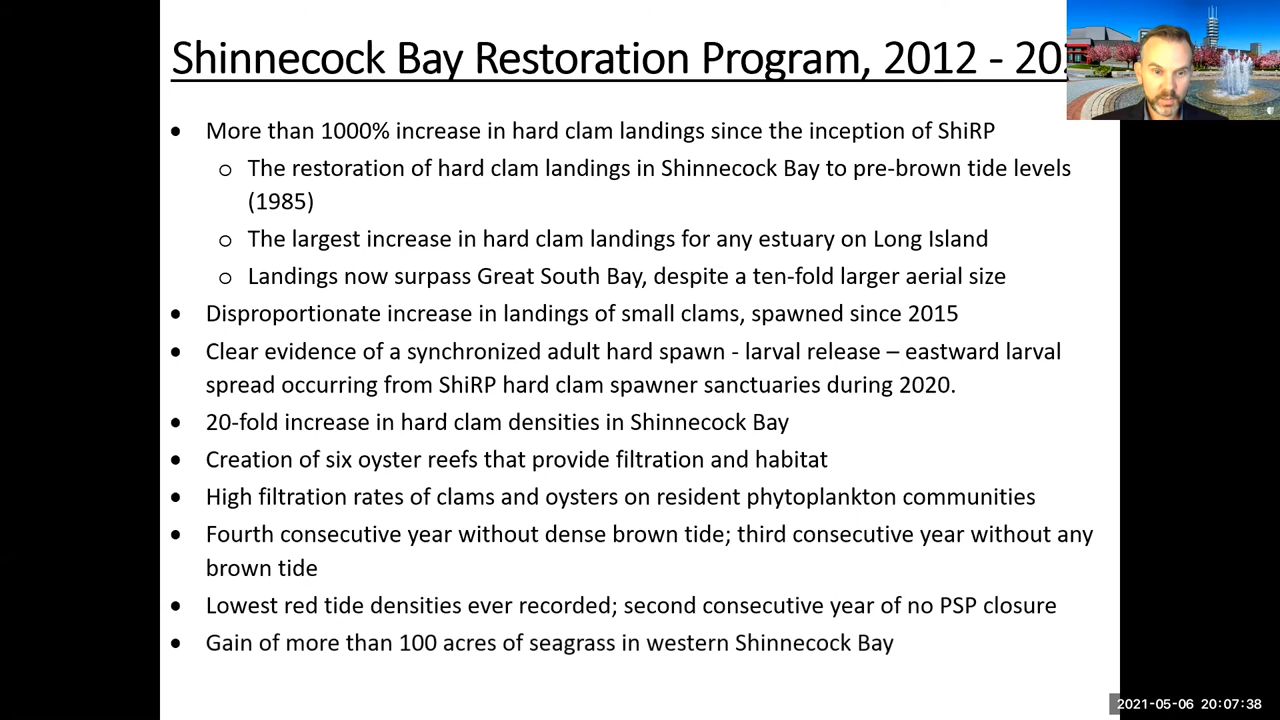 Shinnecock Bay Restoration Program, 2012 - 20
● More than 1000% increase in hard clam landings since the inception of ShiRP
o The restoration of hard clam landings in Shinnecock Bay to pre-brown tide levels
(1985)
o The largest increase in hard clam landings for any estuary on Long Island
o Landings now surpass Great South Bay, despite a ten-fold larger aerial size
● Disproportionate increase in landings of small clams, spawned since 2015
● Clear evidence of a synchronized adult hard spawn - larval release – eastward larval
spread occurring from ShiRP hard clam spawner sanctuaries during 2020.
● 20-fold increase in hard clam densities in Shinnecock Bay
● Creation of six oyster reefs that provide filtration and habitat
● High filtration rates of clams and oysters on resident phytoplankton communities
● Fourth consecutive year without dense brown tide; third consecutive year without any
brown tide
● Lowest red tide densities ever recorded; second consecutive year of no PSP closure
● Gain of more than 100 acres of seagrass in western Shinnecock Bay
2021-05-06 20:07:38